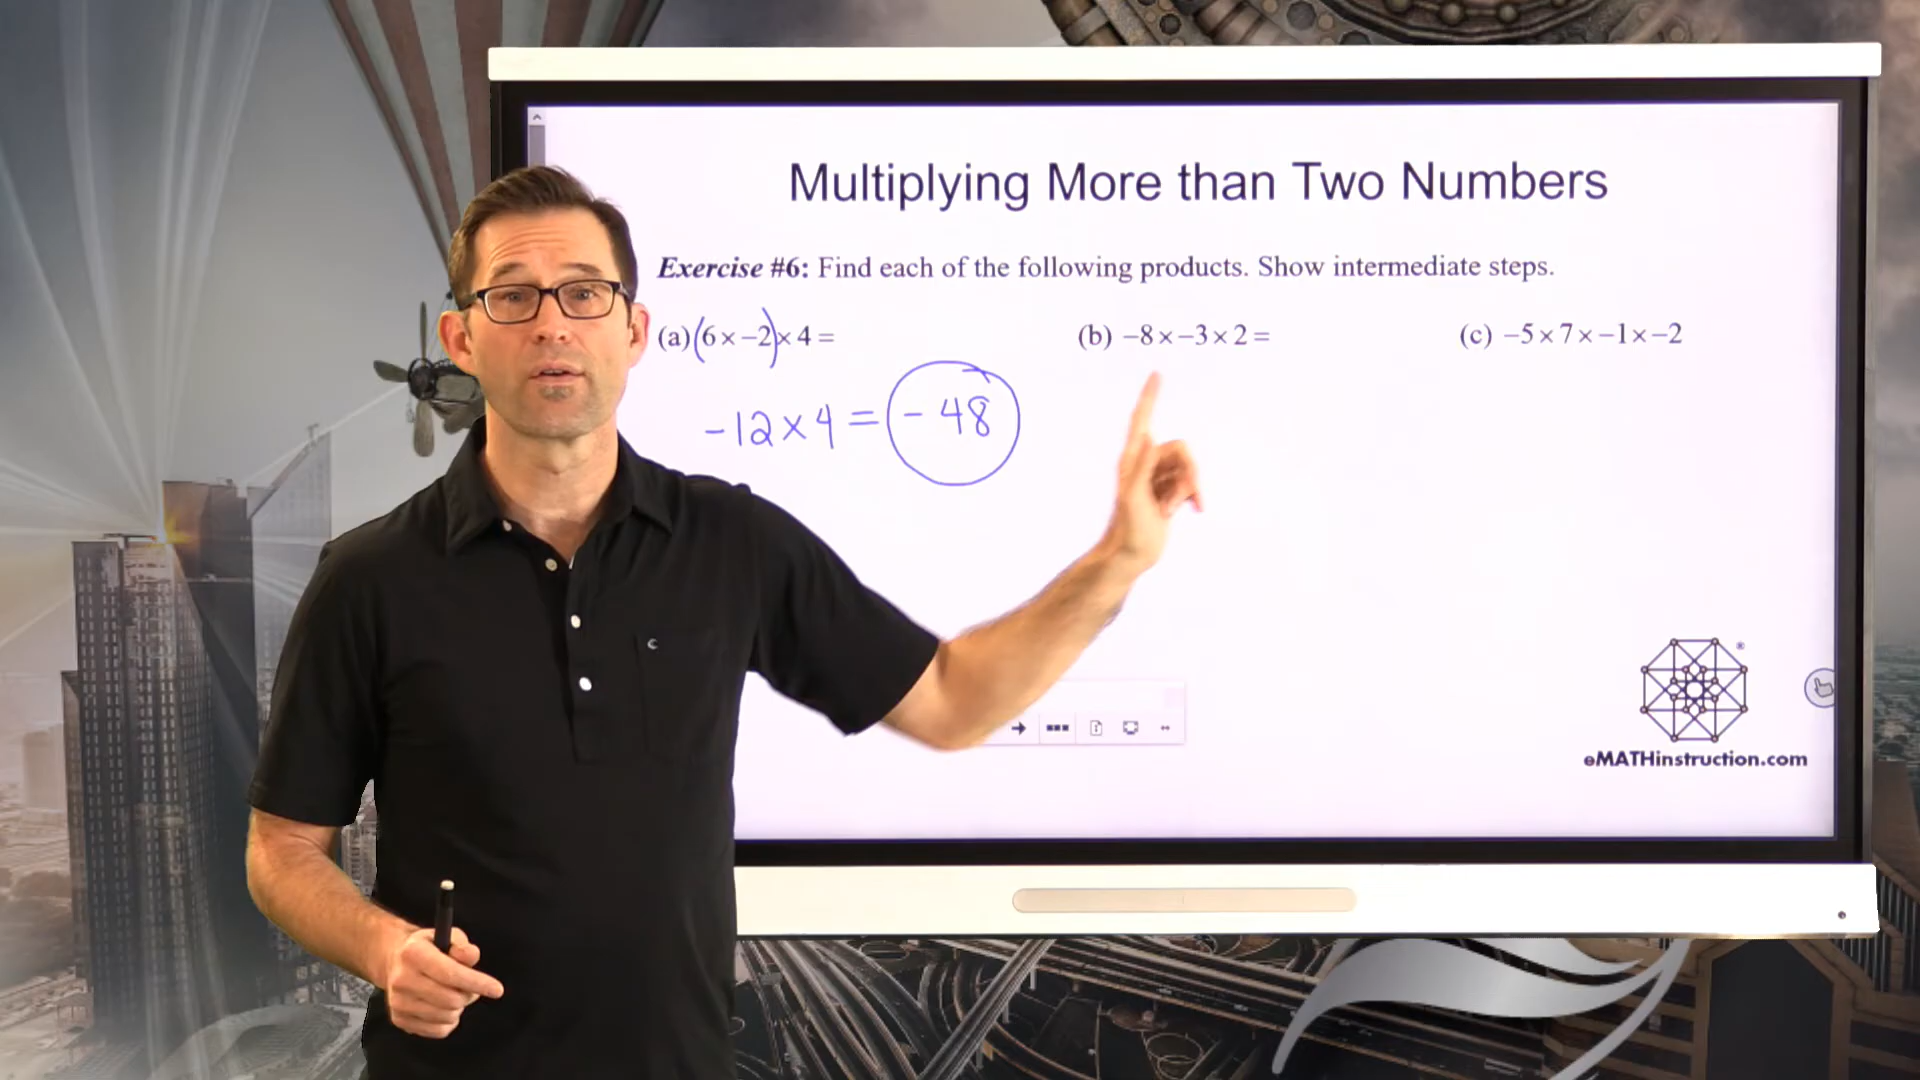 Multiplying More than Two Numbers
Exercise #6: Find each of the following products. Show intermediate steps.
(a) (6 × −2) × 4 =
(b) −8 × −3 × 2 =
(c) −5 × 7 × −1 × −2
-12 × 4 = -48
®
eMATHinstruction.com